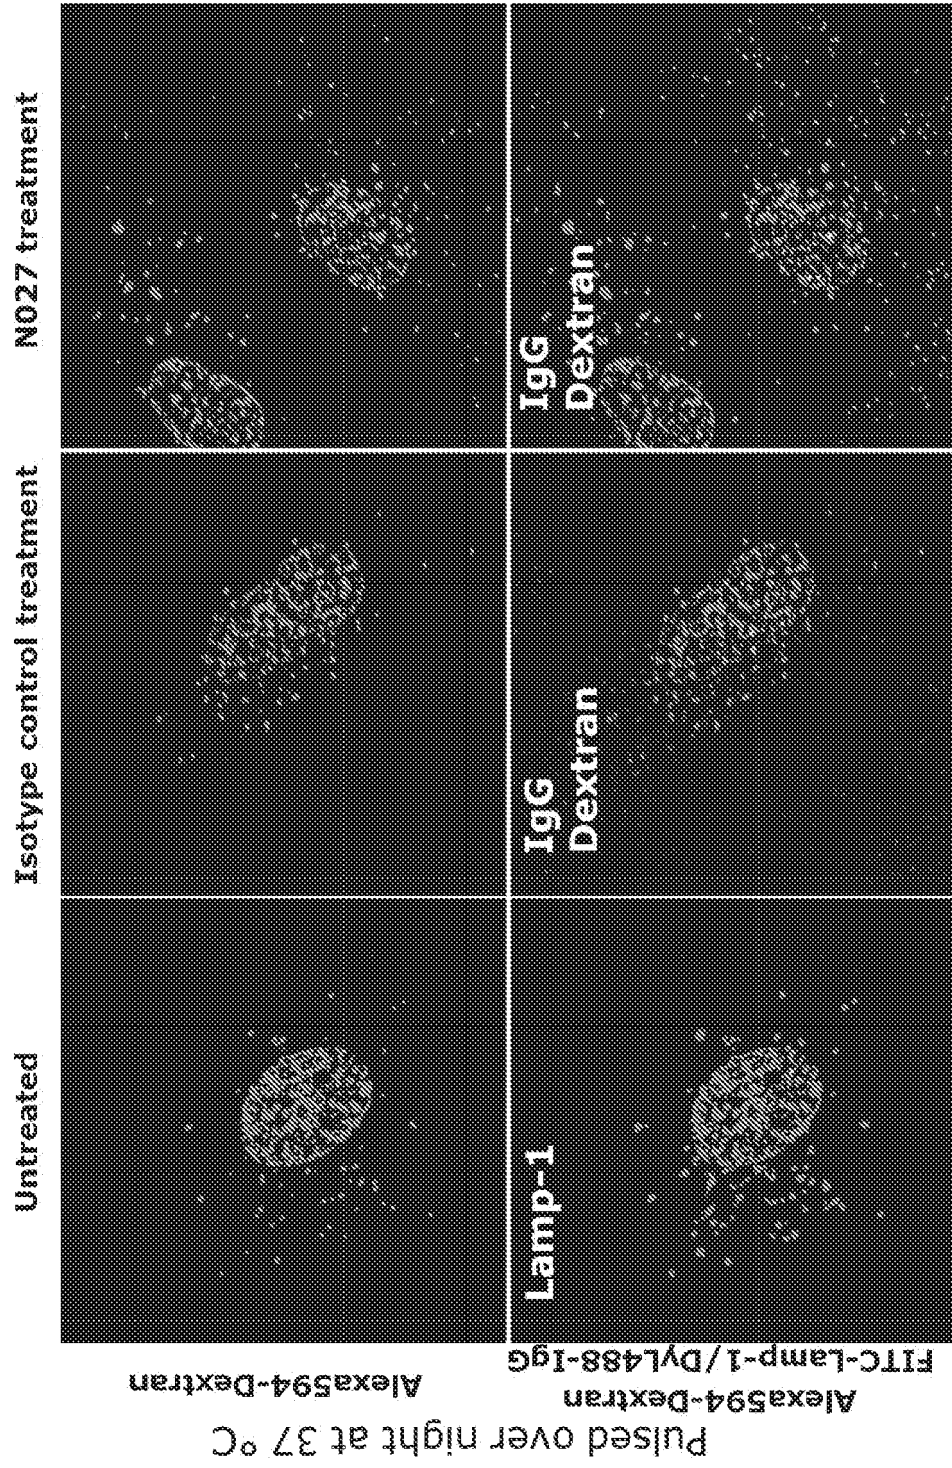 Untreated
Isotype control treatment
N027 treatment
Pulsed over night at 37 °C
Alexa594-Dextran
Alexa594-Dextran
FITC-Lamp-1/DyL488-IgG
Lamp-1
IgG
Dextran
IgG
Dextran